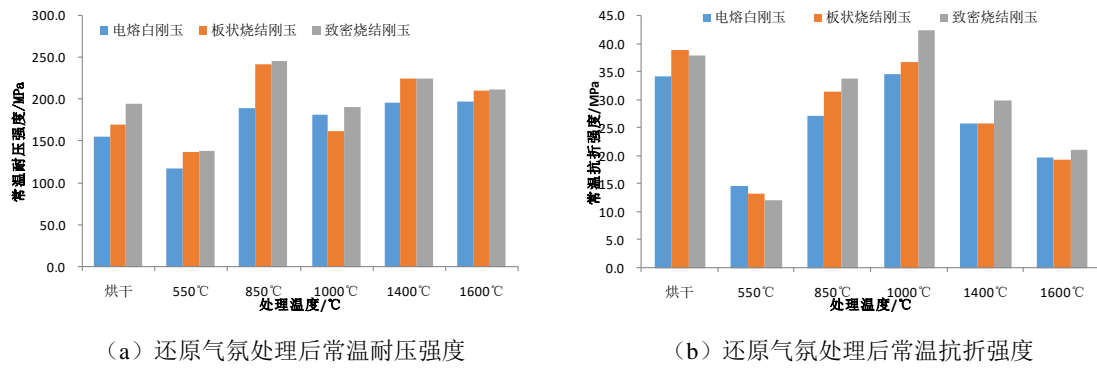 300.0
250.0
200.0
150.0
100.0
50.0
0.0
常温耐压强度/MPa
电熔白刚玉 板状烧结刚玉 致密烧结刚玉
烘干 550℃ 850℃ 1000℃ 1400℃ 1600℃
处理温度/℃
(a)还原气氛处理后常温耐压强度
45.0
40.0
35.0
30.0
25.0
20.0
15.0
10.0
5.0
0.0
常温抗折强度/MPa
电熔白刚玉 板状烧结刚玉 致密烧结刚玉
烘干 550℃ 850℃ 1000℃ 1400℃ 1600℃
处理温度/℃
(b)还原气氛处理后常温抗折强度